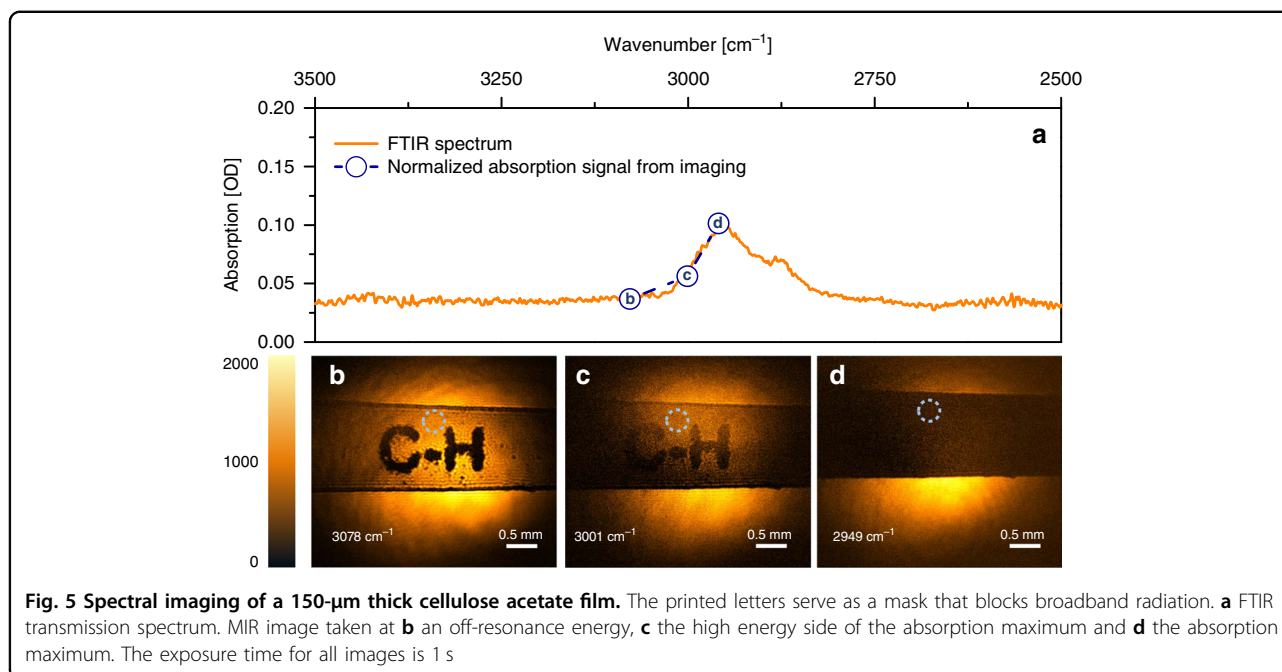 Wavenumber [cm⁻¹]
3500 3250 3000 2750 2500
0.20
a
FTIR spectrum
Normalized absorption signal from imaging
0.15
Absorption [OD]
0.10
d
c
0.05
b
0.00
2000
1000
0
b
C-H
3078 cm⁻¹
0.5 mm
c
C-H
3001 cm⁻¹
0.5 mm
d
2949 cm⁻¹
0.5 mm
Fig. 5 Spectral imaging of a 150-μm thick cellulose acetate film. The printed letters serve as a mask that blocks broadband radiation. a FTIR
transmission spectrum. MIR image taken at b an off-resonance energy, c the high energy side of the absorption maximum and d the absorption
maximum. The exposure time for all images is 1 s